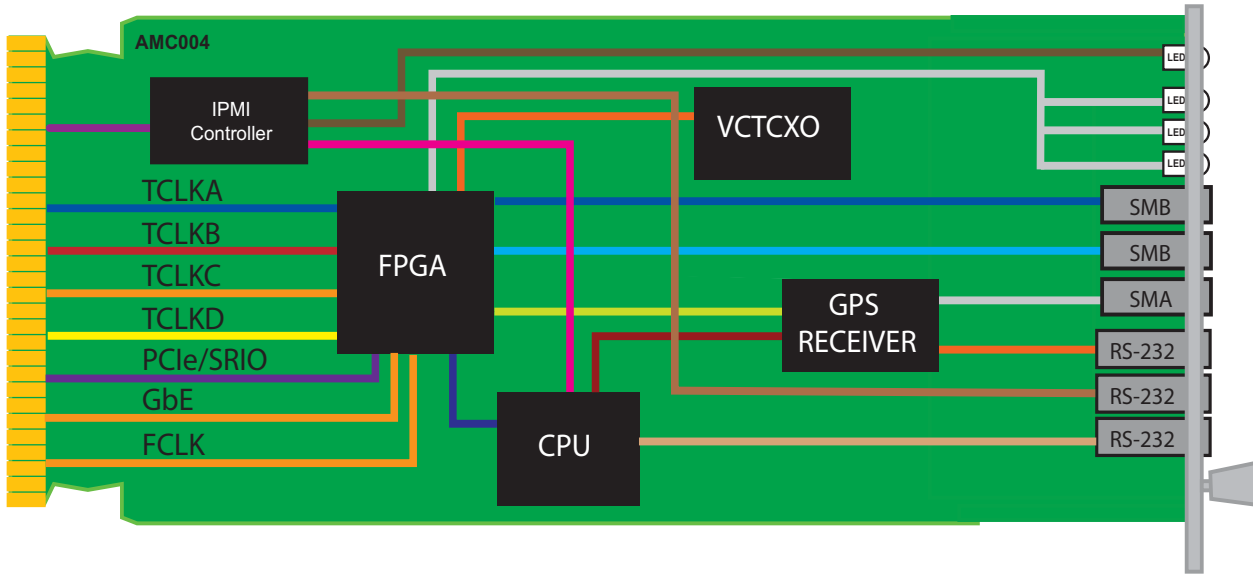 AMC004
LED
IPMI
Controller
VCTCXO
LED
LED
LED
TCLKA
SMB
TCLKB
FPGA
SMB
TCLKC
GPS
RECEIVER
SMA
TCLKD
PCIe/SRIO
RS-232
GbE
RS-232
FCLK
CPU
RS-232